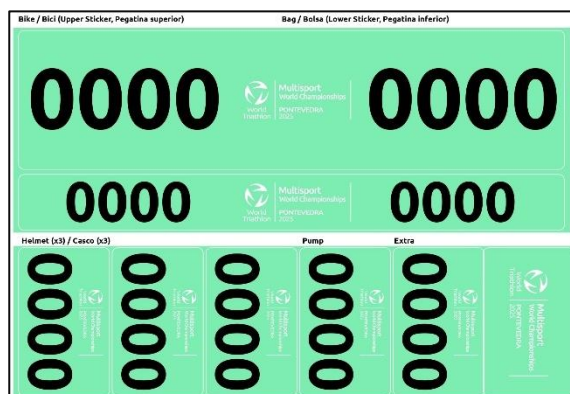 Bike / Bici (Upper Sticker, Pegatina superior) Bag / Bolsa (Lower Sticker, Pegatina inferior)
0000 World Triathlon Multisport World Championships PONTEVEDRA 2025 0000
0000 World Triathlon Multisport World Championships PONTEVEDRA 2025 0000
Helmet (x3) / Casco (x3) Pump Extra
0000
0000
0000
0000
0000
World Triathlon Multisport World Championships PONTEVEDRA 2025